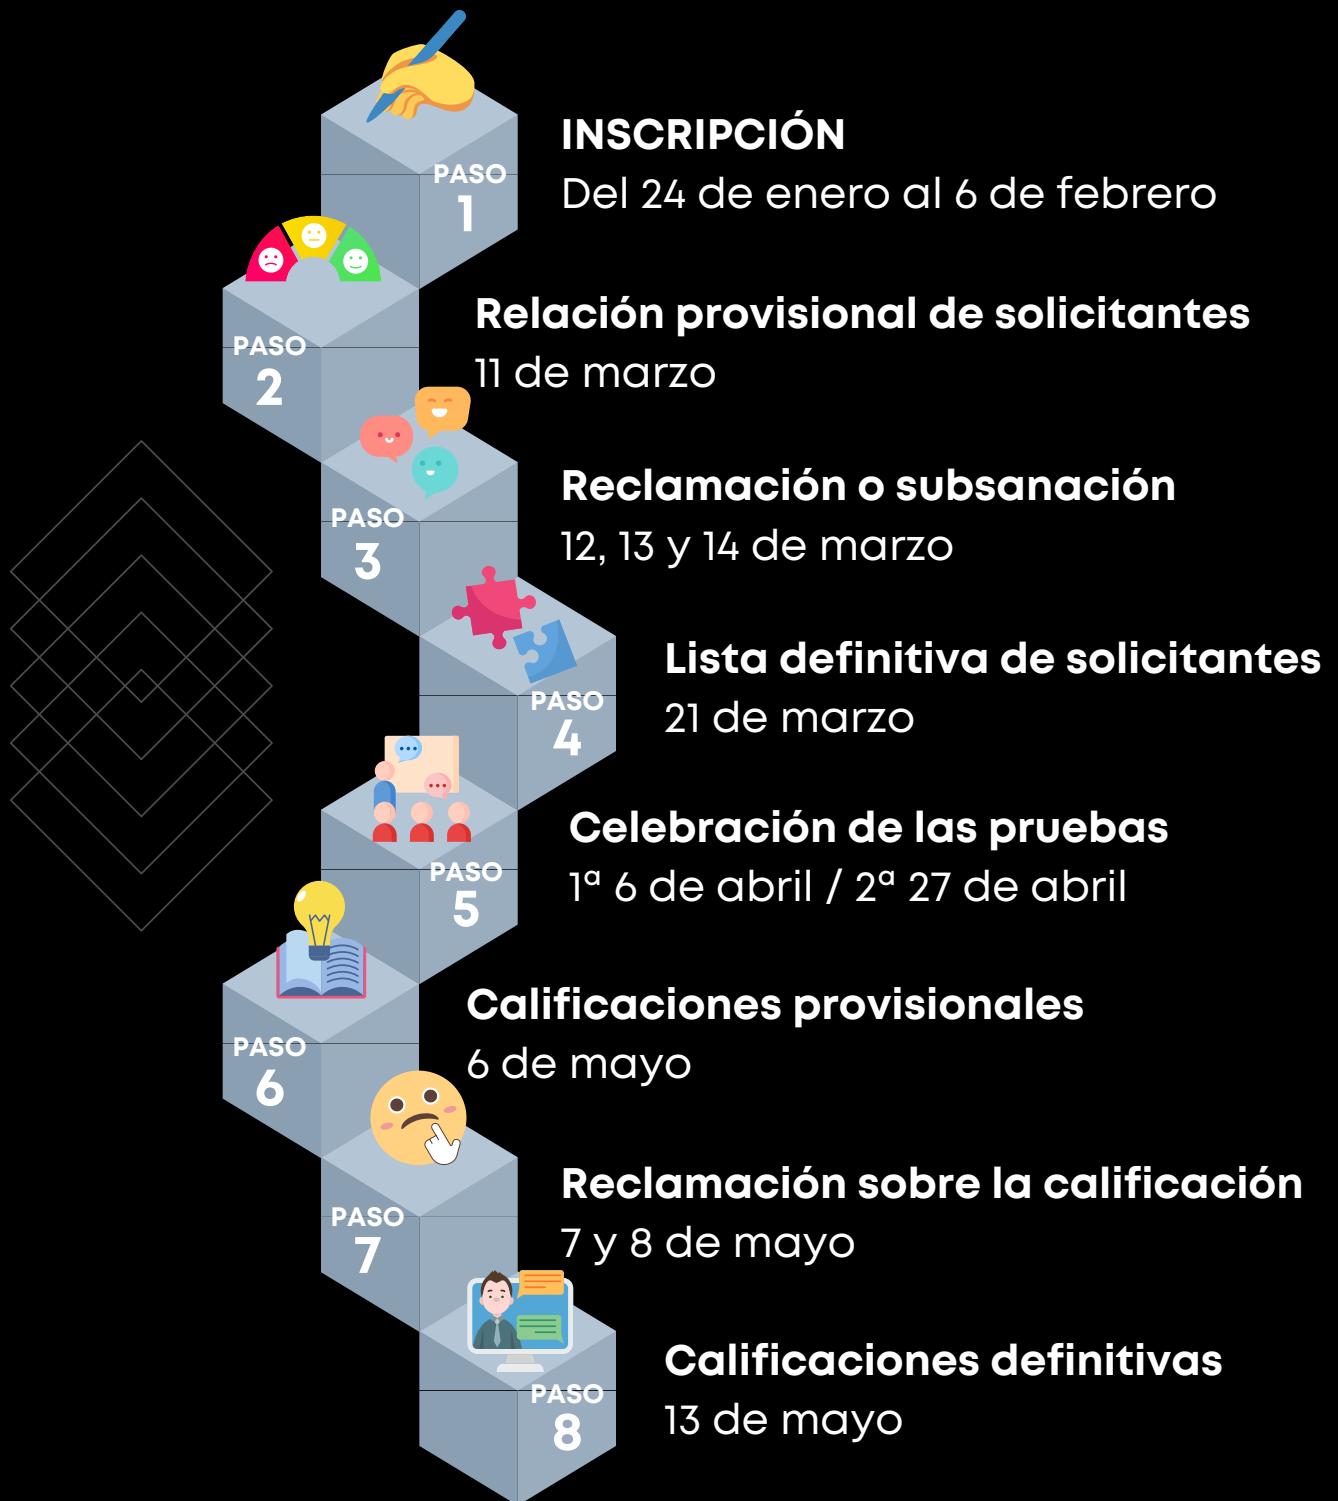 PASO
1
INSCRIPCIÓN
Del 24 de enero al 6 de febrero
PASO
2
Relación provisional de solicitantes
11 de marzo
PASO
3
Reclamación o subsanación
12, 13 y 14 de marzo
PASO
4
Lista definitiva de solicitantes
21 de marzo
PASO
5
Celebración de las pruebas
1ª 6 de abril / 2ª 27 de abril
PASO
6
Calificaciones provisionales
6 de mayo
PASO
7
Reclamación sobre la calificación
7 y 8 de mayo
PASO
8
Calificaciones definitivas
13 de mayo